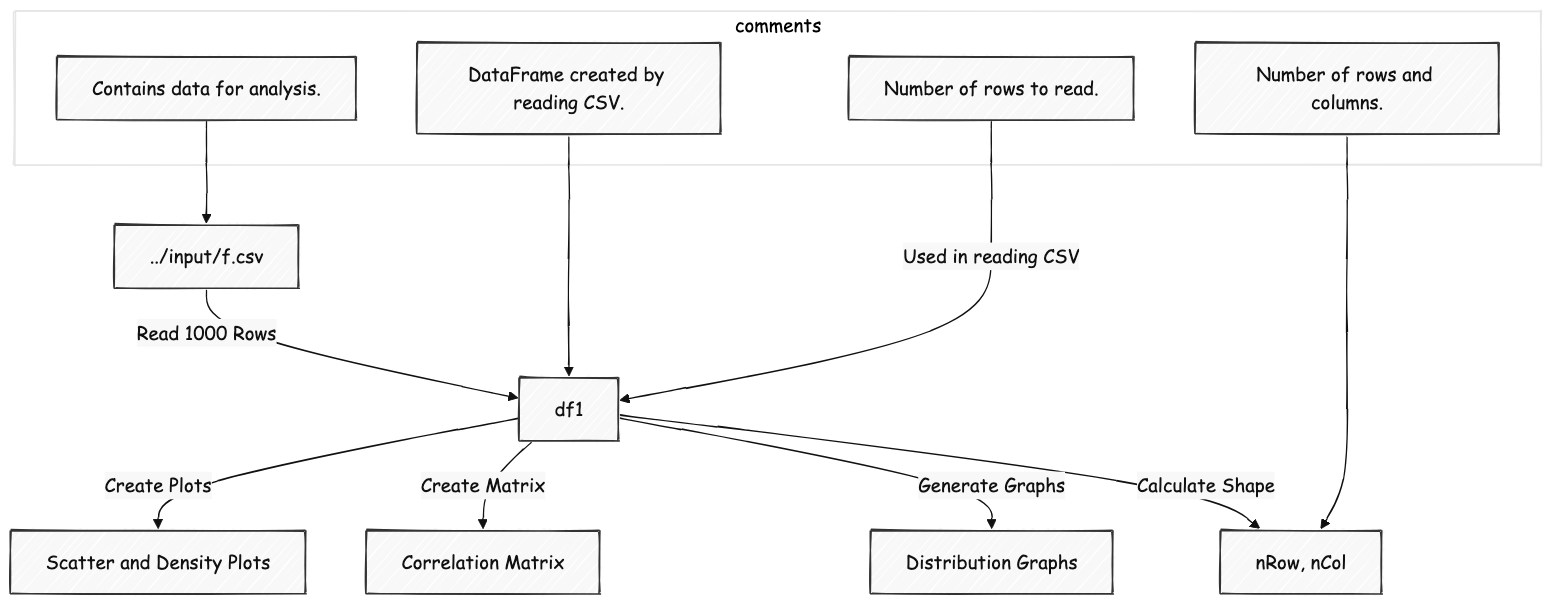 comments
Contains data for analysis.
DataFrame created by
reading CSV.
Number of rows to read.
Number of rows and
columns.
../input/f.csv
Used in reading CSV
Read 1000 Rows
df1
Create Plots
Create Matrix
Generate Graphs
Calculate Shape
Scatter and Density Plots
Correlation Matrix
Distribution Graphs
nRow, nCol